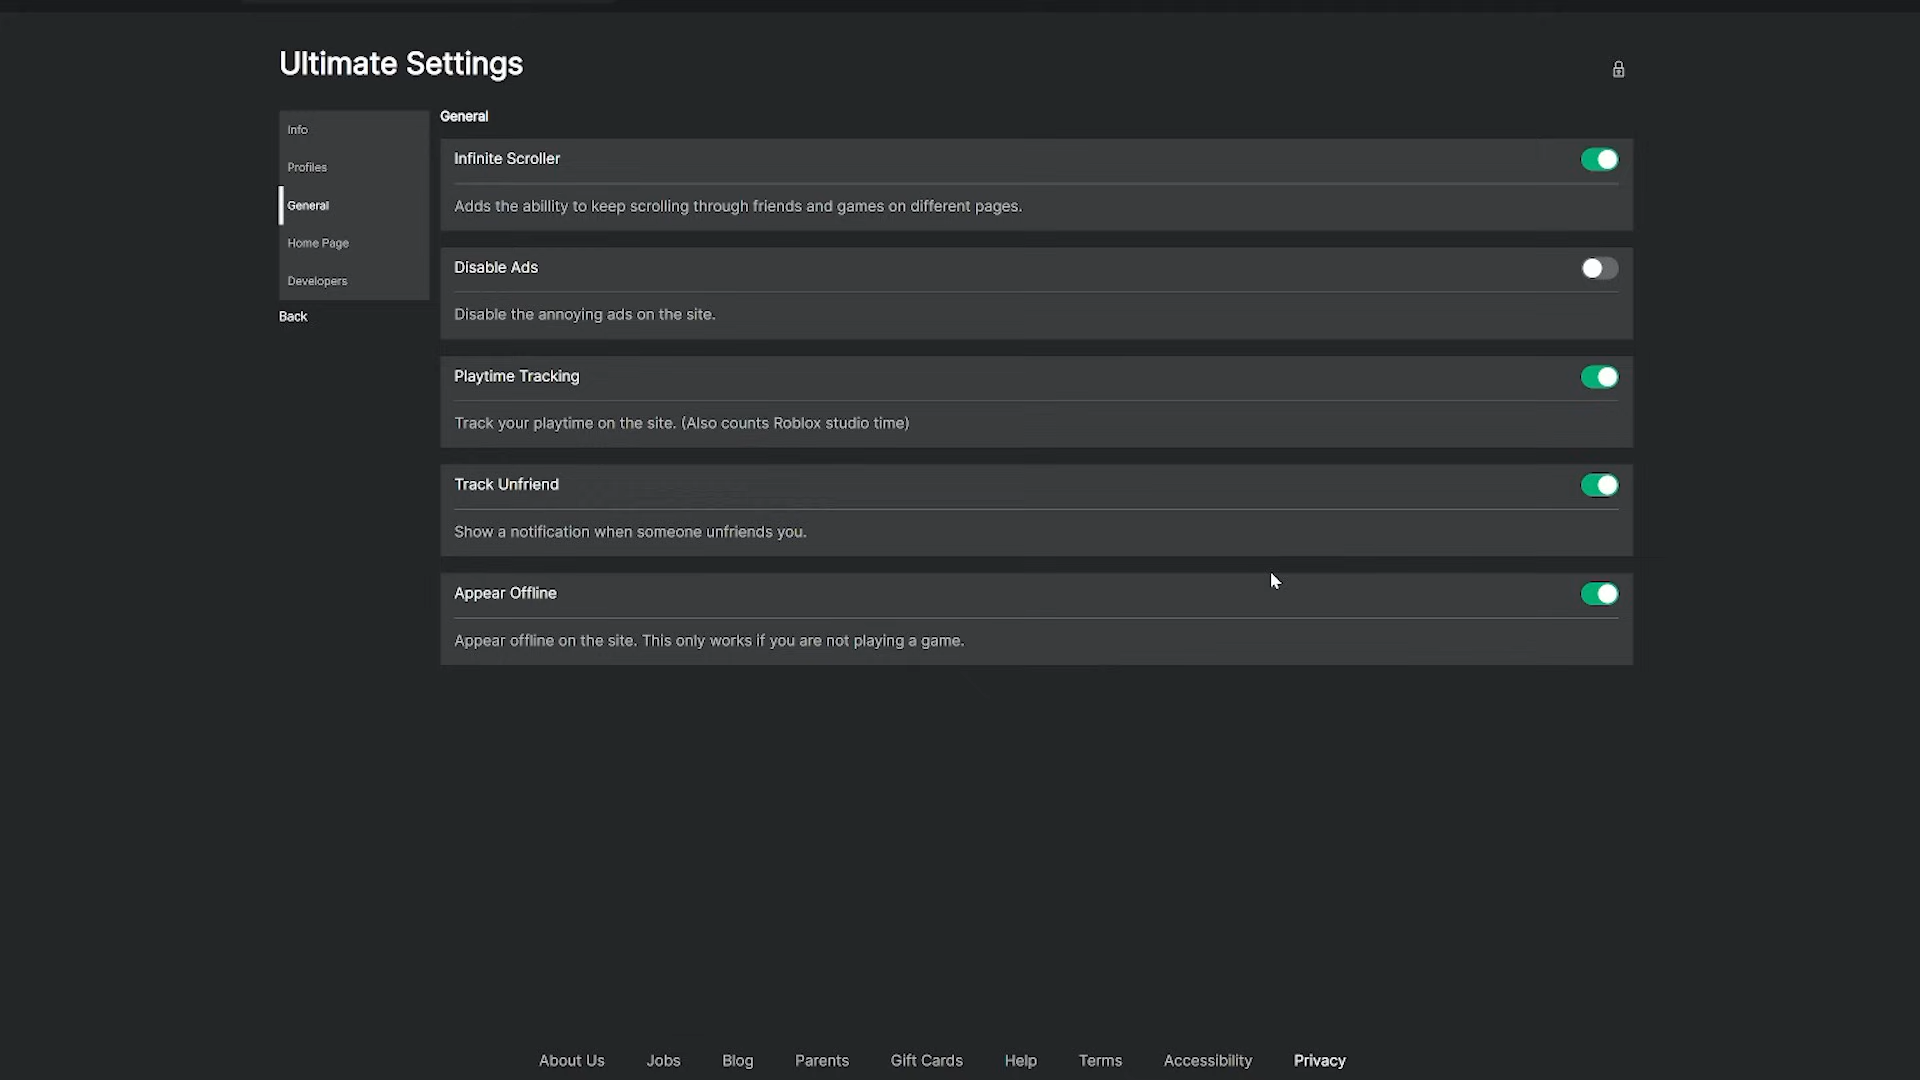 Ultimate Settings
Info
Profiles
General
Home Page
Developers
Back
General
Infinite Scroller
Adds the abillity to keep scrolling through friends and games on different pages.
Disable Ads
Disable the annoying ads on the site.
Playtime Tracking
Track your playtime on the site. (Also counts Roblox studio time)
Track Unfriend
Show a notification when someone unfriends you.
Appear Offline
Appear offline on the site. This only works if you are not playing a game.
About Us Jobs Blog Parents Gift Cards Help Terms Accessibility Privacy